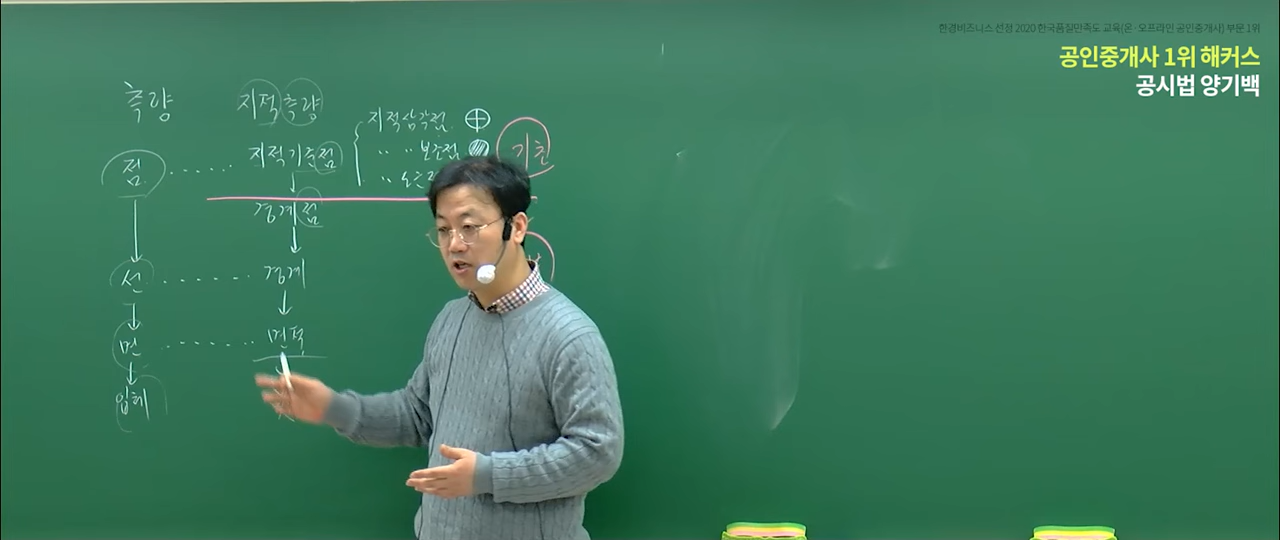 한경비즈니스 선정 2020 한국품질만족도 교육(온·오프라인 공인중개사) 부문 1위
공인중개사 1위 해커스
공시법 양기백
측량 지적측량
지적삼각점
점 ...... 지적기준점 〃 〃 보조점 기초
경계점
선 ....... 경계
면 ....... 면적
입체